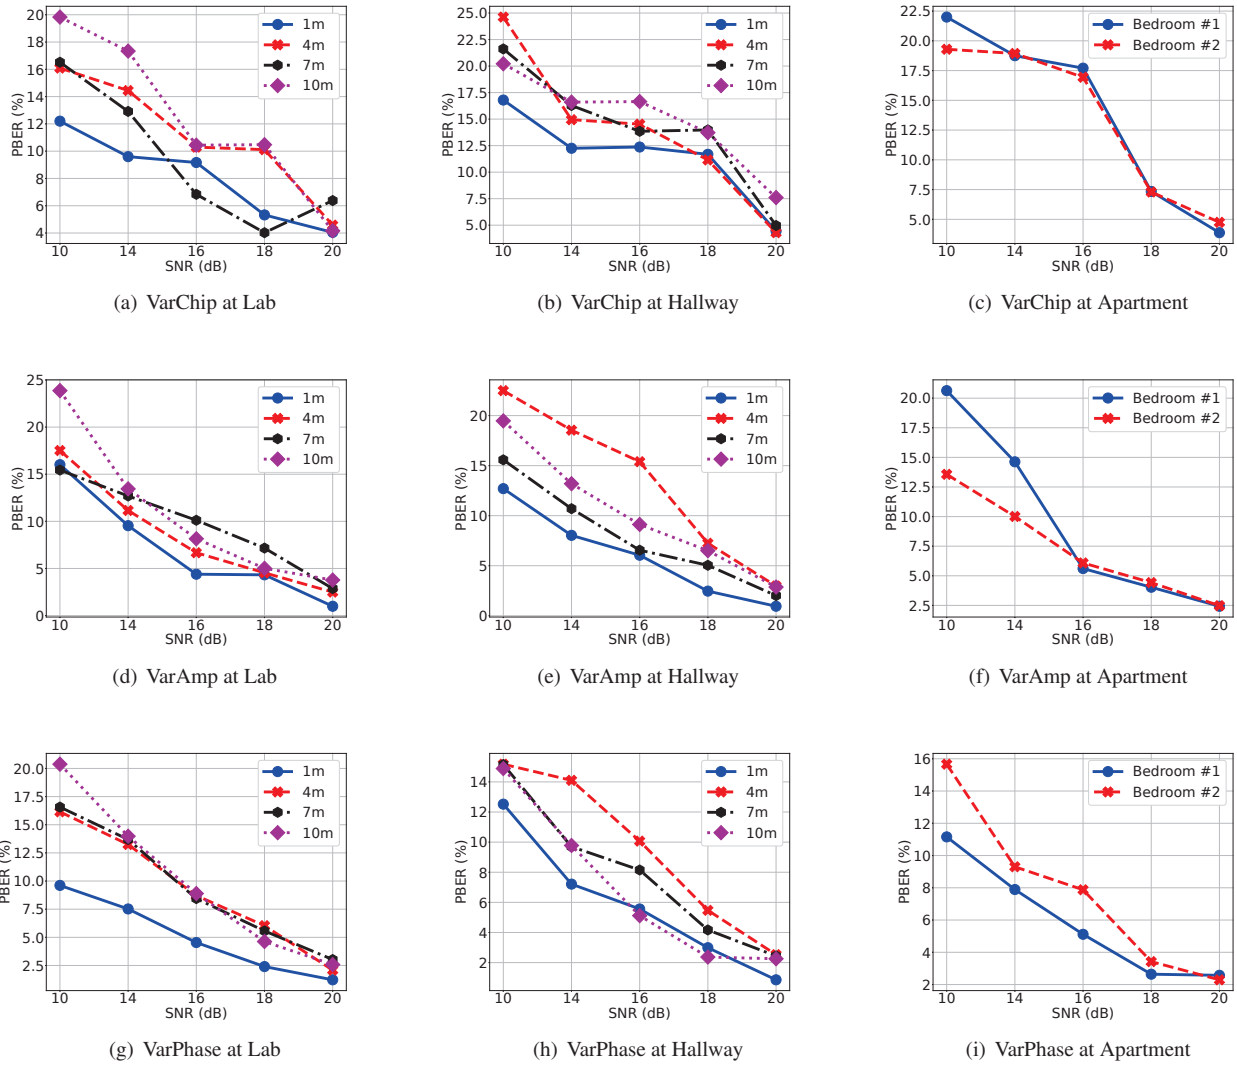 20
18
16
14
12
10
8
6
4
PBER (%)
1m
4m
7m
10m
10 14 16 18 20
SNR (dB)
(a) VarChip at Lab
25.0
22.5
20.0
17.5
15.0
12.5
10.0
7.5
5.0
PBER (%)
1m
4m
7m
10m
10 14 16 18 20
SNR (dB)
(b) VarChip at Hallway
22.5
20.0
17.5
15.0
12.5
10.0
7.5
5.0
PBER (%)
Bedroom #1
Bedroom #2
10 14 16 18 20
SNR (dB)
(c) VarChip at Apartment
25
20
15
10
5
0
PBER (%)
1m
4m
7m
10m
10 14 16 18 20
SNR (dB)
(d) VarAmp at Lab
20
15
10
5
0
PBER (%)
1m
4m
7m
10m
10 14 16 18 20
SNR (dB)
(e) VarAmp at Hallway
20.0
17.5
15.0
12.5
10.0
7.5
5.0
2.5
PBER (%)
Bedroom #1
Bedroom #2
10 14 16 18 20
SNR (dB)
(f) VarAmp at Apartment
20.0
17.5
15.0
12.5
10.0
7.5
5.0
2.5
PBER (%)
1m
4m
7m
10m
10 14 16 18 20
SNR (dB)
(g) VarPhase at Lab
14
12
10
8
6
4
2
PBER (%)
1m
4m
7m
10m
10 14 16 18 20
SNR (dB)
(h) VarPhase at Hallway
16
14
12
10
8
6
4
2
PBER (%)
Bedroom #1
Bedroom #2
10 14 16 18 20
SNR (dB)
(i) VarPhase at Apartment